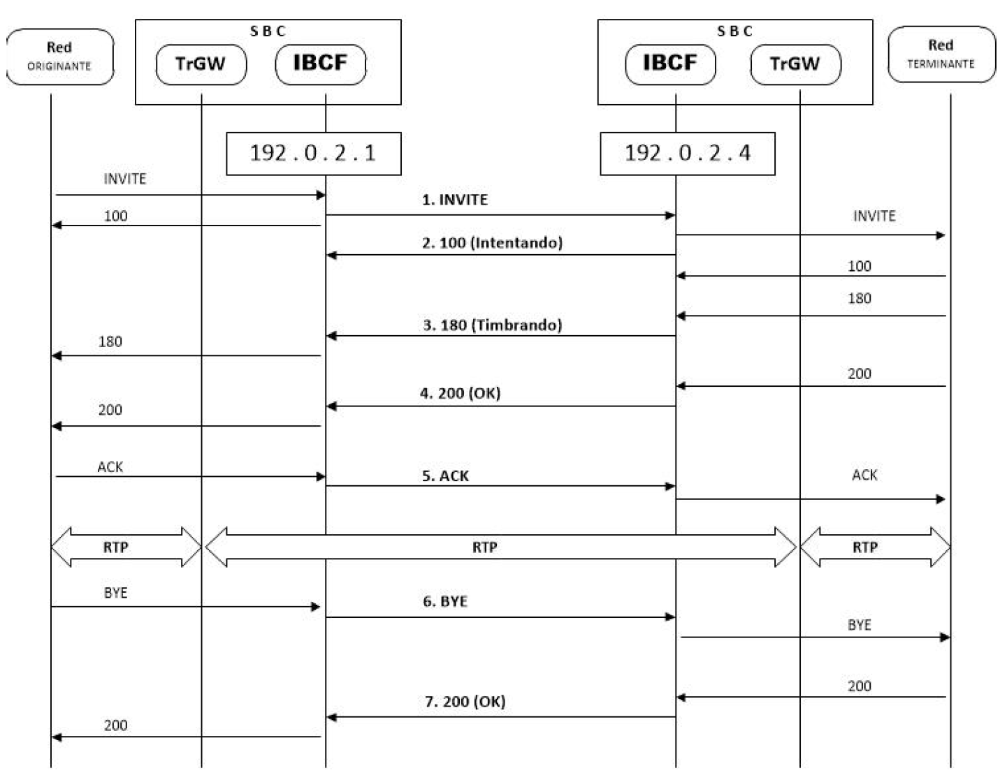 S B C
S B C
Red
ORIGINANTE
TrGW
IBCF
IBCF
TrGW
Red
TERMINANTE
192.0.2.1
192.0.2.4
INVITE
1. INVITE
100
INVITE
2. 100 (Intentando)
100
180
3. 180 (Timbrando)
180
200
4. 200 (OK)
200
ACK
5. ACK
ACK
RTP
RTP
RTP
BYE
6. BYE
BYE
200
7. 200 (OK)
200